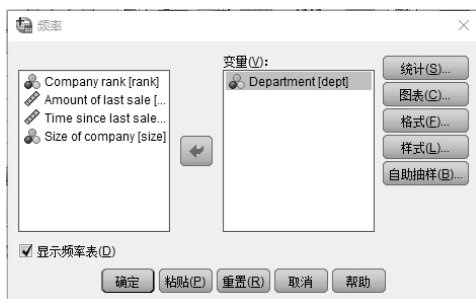 频率
变量(V):
Company rank [rank]
Amount of last sale [...
Time since last sale...
Size of company [size]
Department [dept]
统计(S)...
图表(C)...
格式(F)...
样式(L)...
自助抽样(B)...
显示频率表(D)
确定 粘贴(P) 重置(R) 取消 帮助